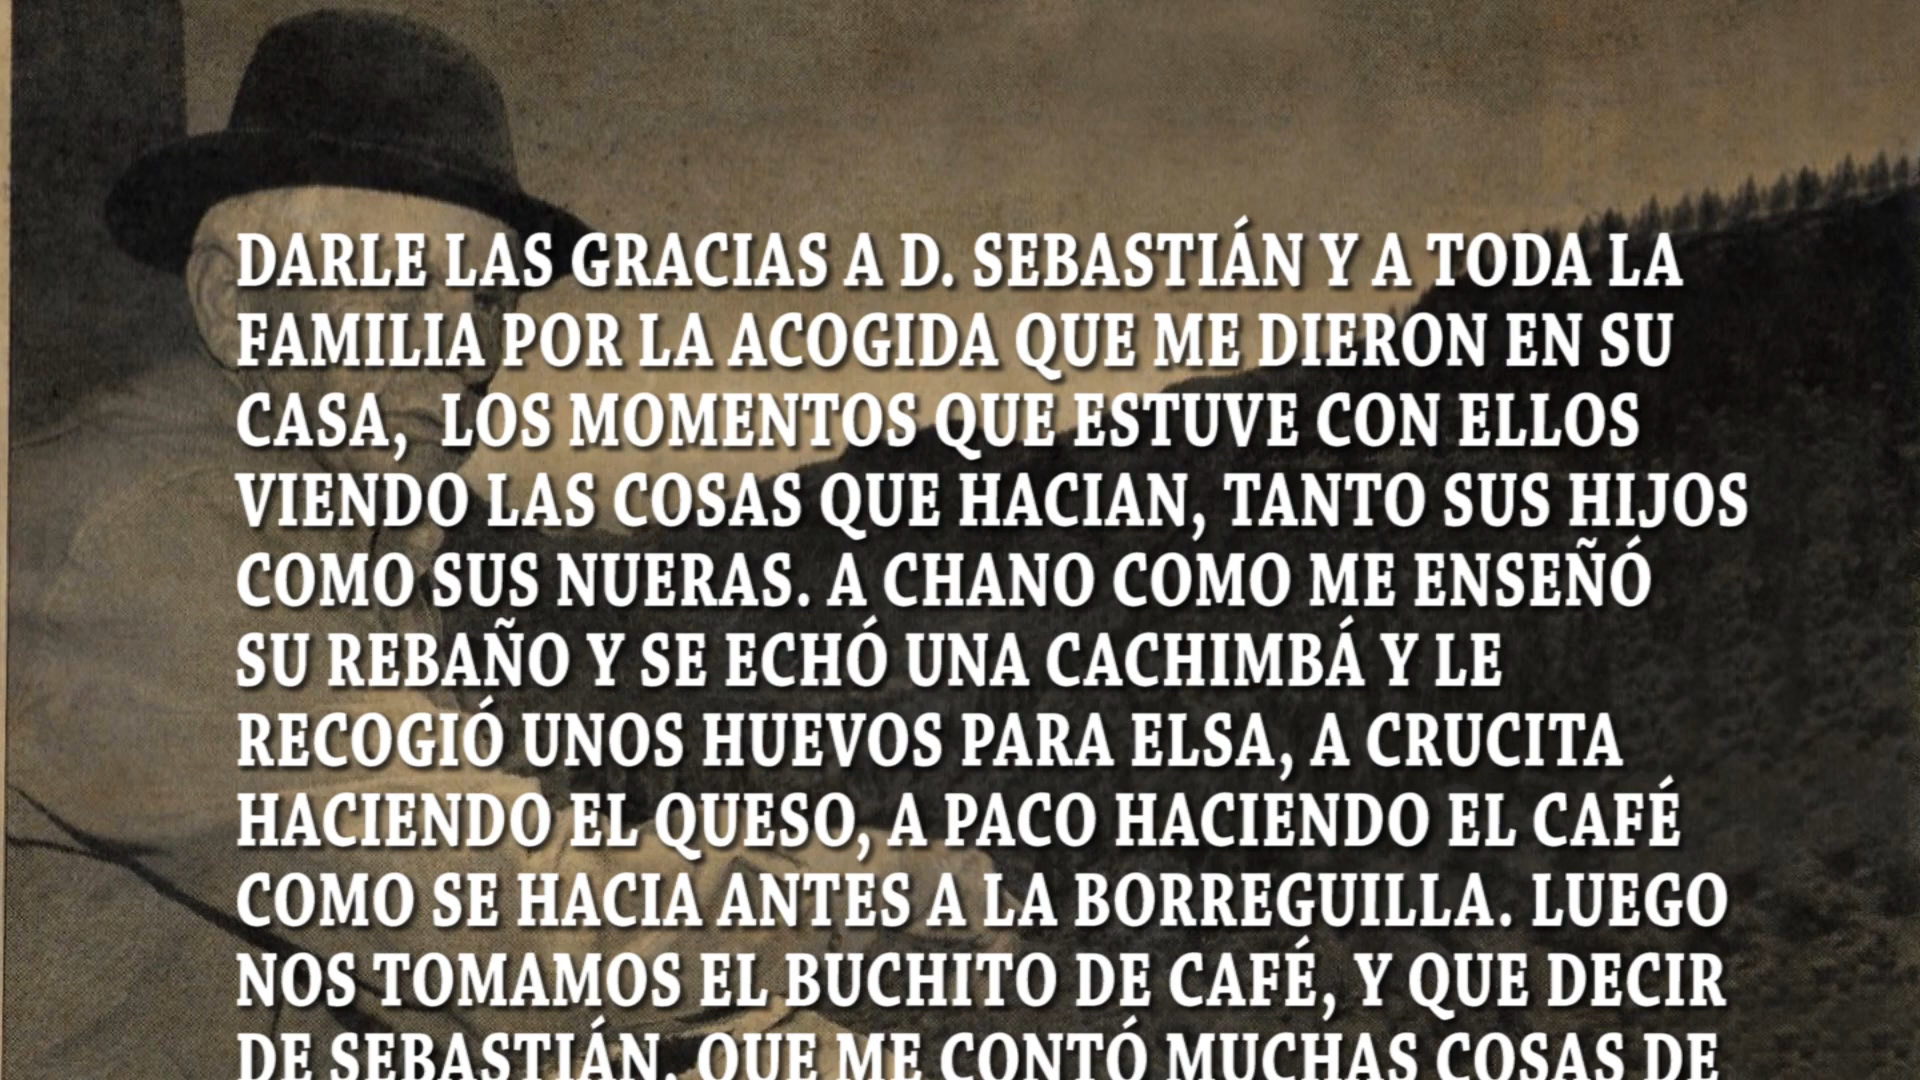 DARLE LAS GRACIAS A D. SEBASTIÁN Y A TODA LA
FAMILIA POR LA ACOGIDA QUE ME DIERON EN SU
CASA,  LOS MOMENTOS QUE ESTUVE CON ELLOS
VIENDO LAS COSAS QUE HACIAN, TANTO SUS HIJOS
COMO SUS NUERAS. A CHANO COMO ME ENSEÑÓ
SU REBAÑO Y SE ECHÓ UNA CACHIMBÁ Y LE
RECOGIÓ UNOS HUEVOS PARA ELSA, A CRUCITA
HACIENDO EL QUESO, A PACO HACIENDO EL CAFÉ
COMO SE HACIA ANTES A LA BORREGUILLA. LUEGO
NOS TOMAMOS EL BUCHITO DE CAFÉ, Y QUE DECIR
DE SEBASTIÁN, QUE ME CONTÓ MUCHAS COSAS DE